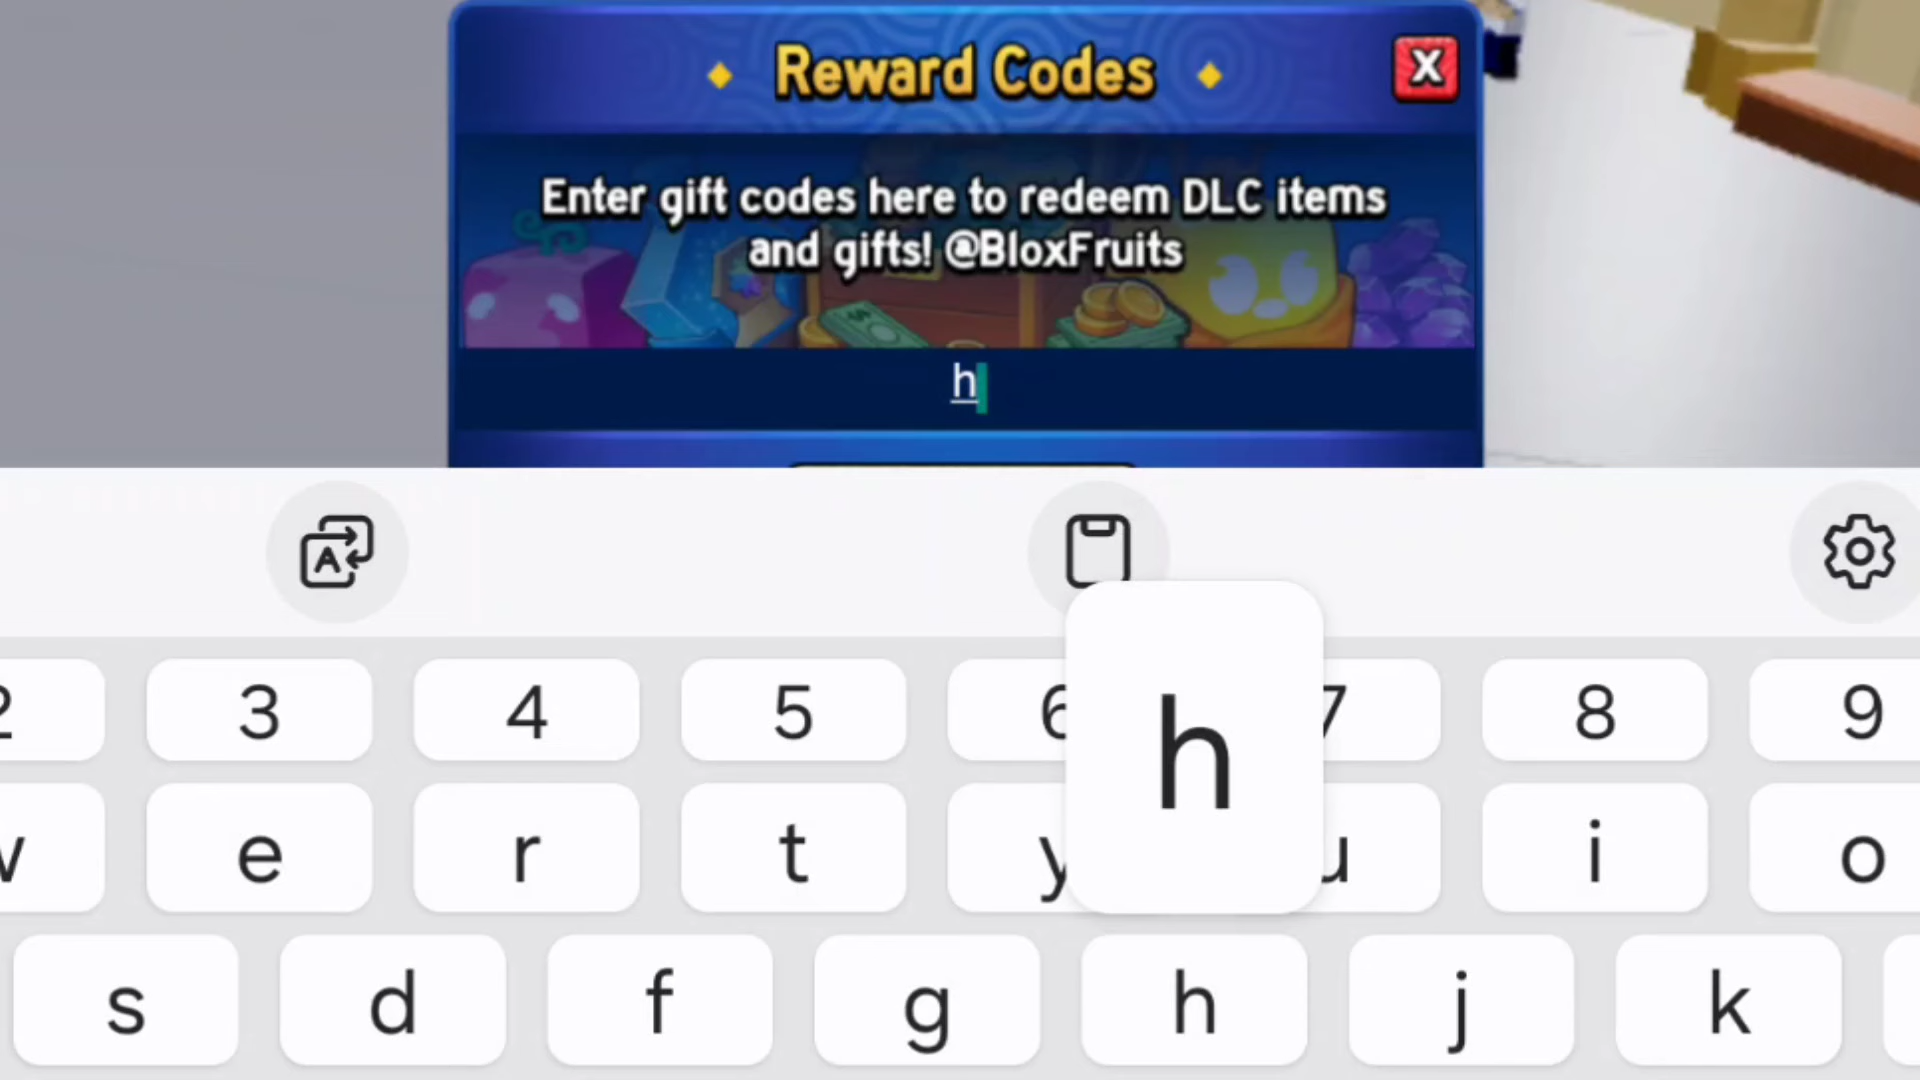 Reward Codes
X
Enter gift codes here to redeem DLC items
and gifts! @BloxFruits
h
A
2 3 4 5 6 7 8 9
h
w e r t y u i o
s d f g h j k